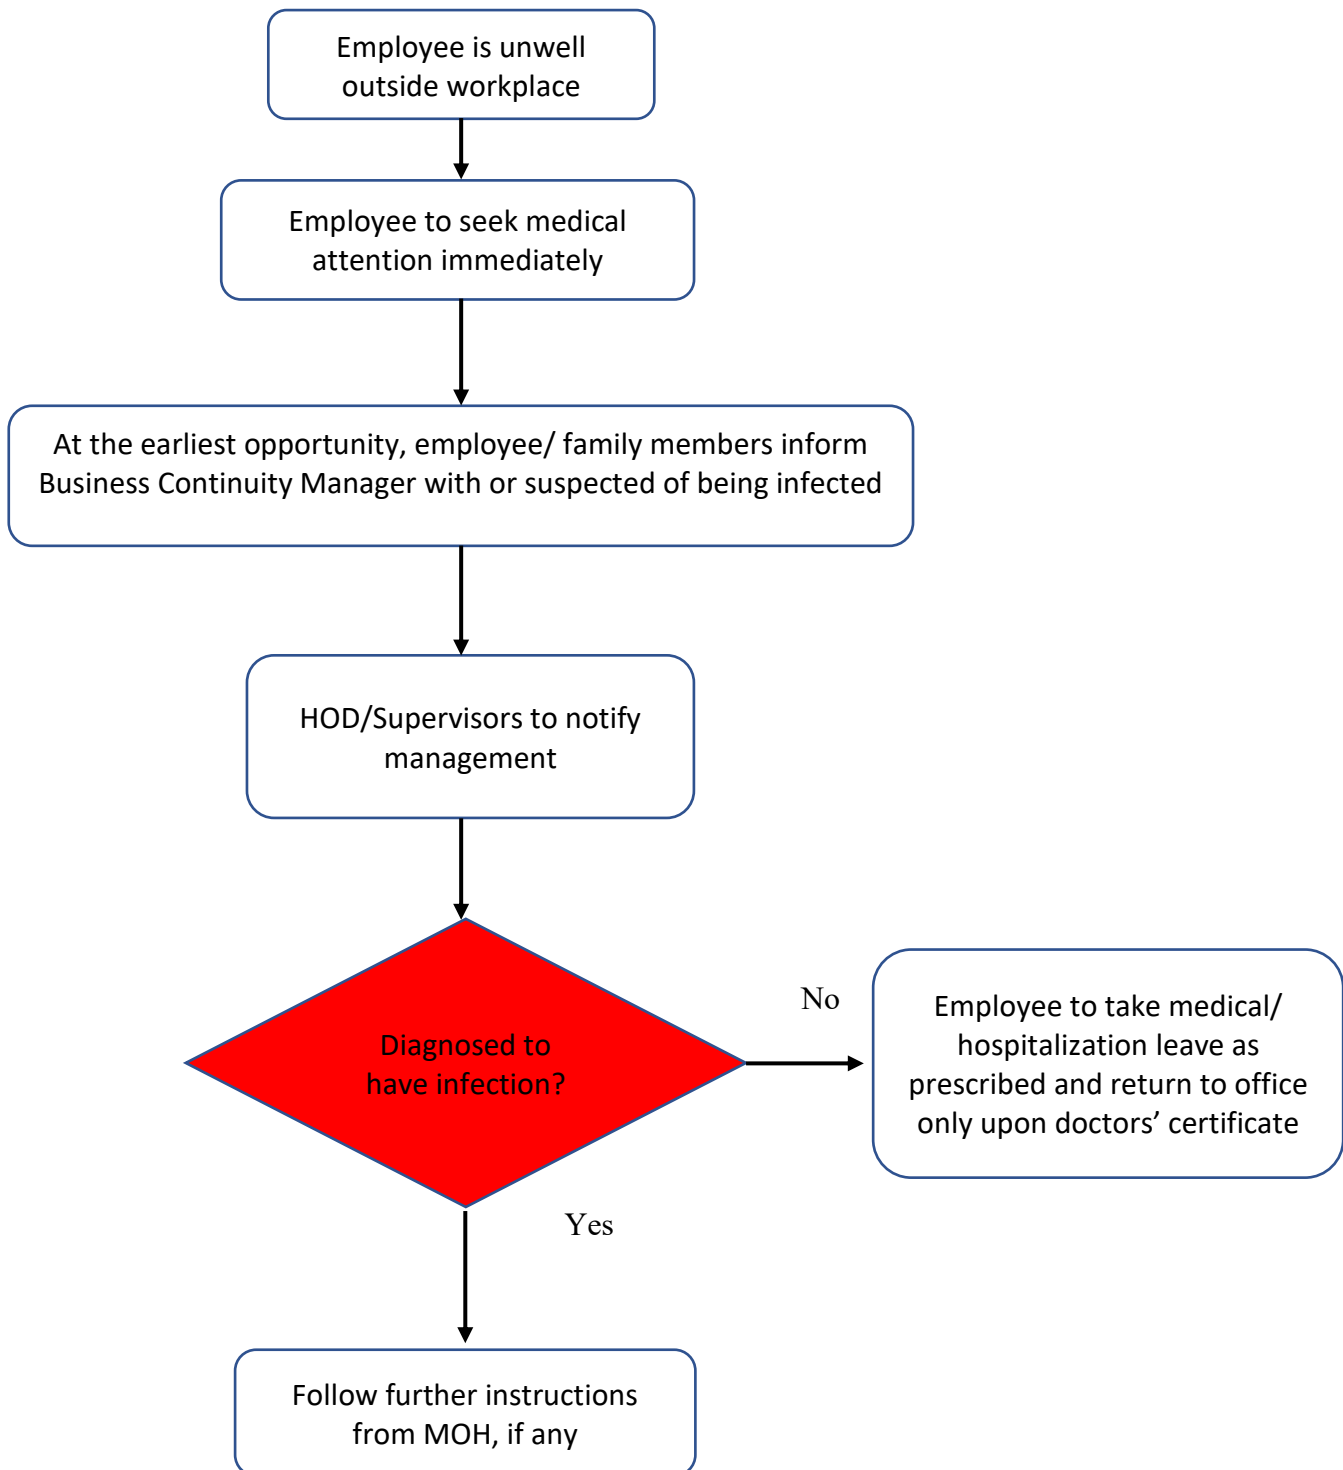 Employee is unwell
outside workplace
Employee to seek medical
attention immediately
At the earliest opportunity, employee/ family members inform
Business Continuity Manager with or suspected of being infected
HOD/Supervisors to notify
management
Diagnosed to
have infection?
No
Employee to take medical/
hospitalization leave as
prescribed and return to office
only upon doctors’ certificate
Yes
Follow further instructions
from MOH, if any